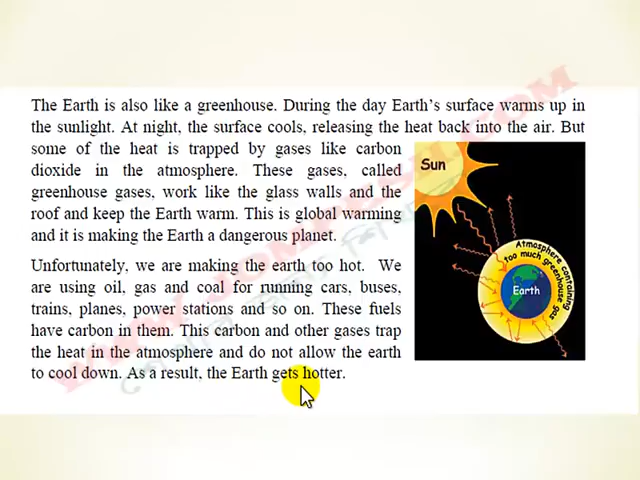 The Earth is also like a greenhouse. During the day Earth's surface warms up in
the sunlight. At night, the surface cools, releasing the heat back into the air. But
some of the heat is trapped by gases like carbon
dioxide in the atmosphere. These gases, called
greenhouse gases, work like the glass walls and the
roof and keep the Earth warm. This is global warming
and it is making the Earth a dangerous planet.
Unfortunately, we are making the earth too hot. We
are using oil, gas and coal for running cars, buses,
trains, planes, power stations and so on. These fuels
have carbon in them. This carbon and other gases trap
the heat in the atmosphere and do not allow the earth
to cool down. As a result, the Earth gets hotter.
Sun
Atmosphere containing
too much greenhouse gas
Earth